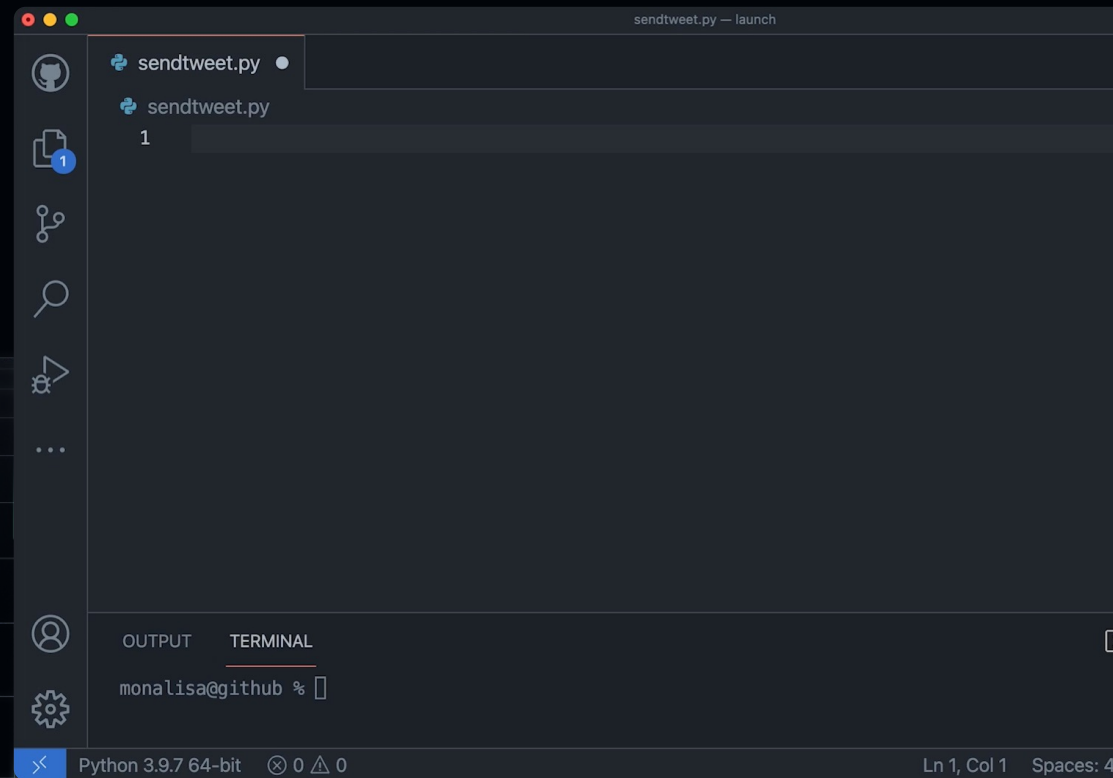 sendtweet.py — launch
sendtweet.py
sendtweet.py
1
1
OUTPUT TERMINAL
monalisa@github %
Python 3.9.7 64-bit 0 0 Ln 1, Col 1 Spaces: 4